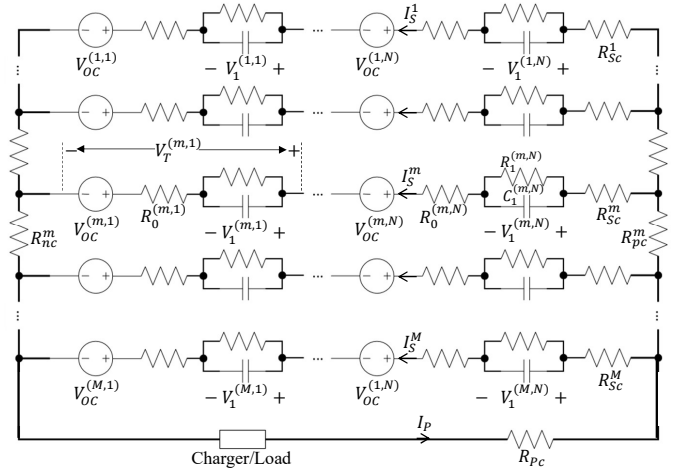 I_S^1
V_OC^(1,1) − V_1^(1,1) + ... V_OC^(1,N) − V_1^(1,N) + R_Sc^1
− V_T^(m,1) +
I_S^m R_1^(m,N)
C_1^(m,N)
R_nc^m V_OC^(m,1) R_0^(m,1) − V_1^(m,1) + ... V_OC^(m,N) R_0^(m,N) − V_1^(m,N) + R_Sc^m R_pc^m
I_S^M
V_OC^(M,1) − V_1^(M,1) + ... V_OC^(1,N) − V_1^(M,N) + R_Sc^M
I_P
Charger/Load R_Pc